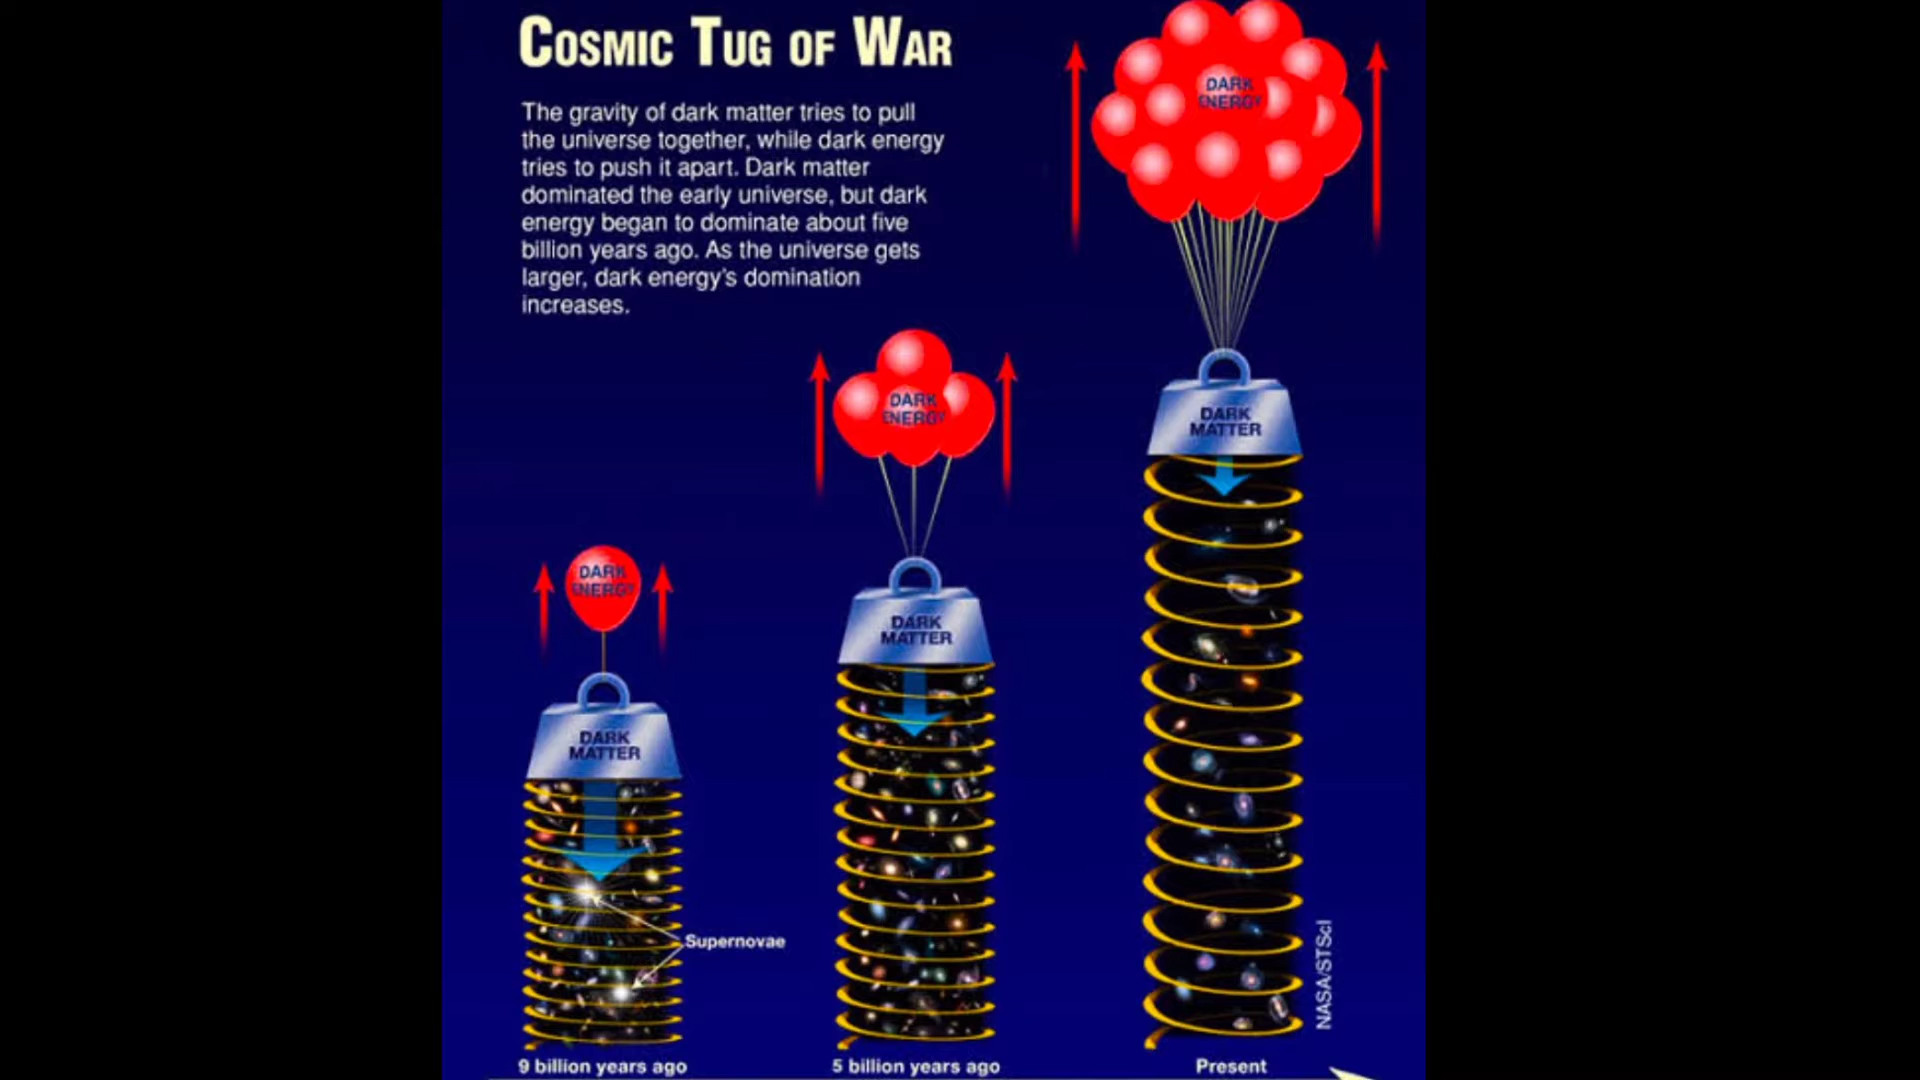 COSMIC TUG OF WAR
The gravity of dark matter tries to pull
the universe together, while dark energy
tries to push it apart. Dark matter
dominated the early universe, but dark
energy began to dominate about five
billion years ago. As the universe gets
larger, dark energy's domination
increases.
DARK
ENERGY
DARK
MATTER
Supernovae
9 billion years ago
DARK
ENERGY
DARK
MATTER
5 billion years ago
DARK
ENERGY
DARK
MATTER
Present
NASA/STScI